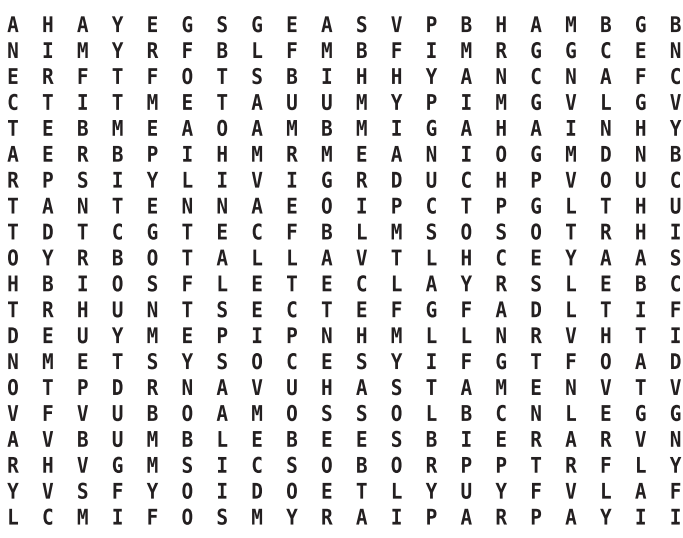 A H A Y E G S G E A S V P B H A M B G B
N I M Y R F B L F M B F I M R G G C E N
E R F T F O T S B I H H Y A N C N A F C
C T I T M E T A U U M Y P I M G V L G V
T E B M E A O A M B M I G A H A I N H Y
A E R B P I H M R M E A N I O G M D N B
R P S I Y L I V I G R D U C H P V O U C
T A N T E N N A E O I P C T P G L T H U
T D T C G T E C F B L M S O S O T R H I
O Y R B O T A L L A V T L H C E Y A A S
H B I O S F L E T E C L A Y R S L E B C
T R H U N T S E C T E F G F A D L T I F
D E U Y M E P I P N H M L L N R V H T I
N M E T S Y S O C E S Y I F G T F O A D
O T P D R N A V U H A S T A M E N V T V
V F V U B O A M O S S O L B C N L E G G
A V B U M B L E B E E S B I E R A R V N
R H V G M S I C S O B O R P P T R F L Y
Y V S F Y O I D O E T L Y U Y F V L A F
L C M I F O S M Y R A I P A R P A Y I I